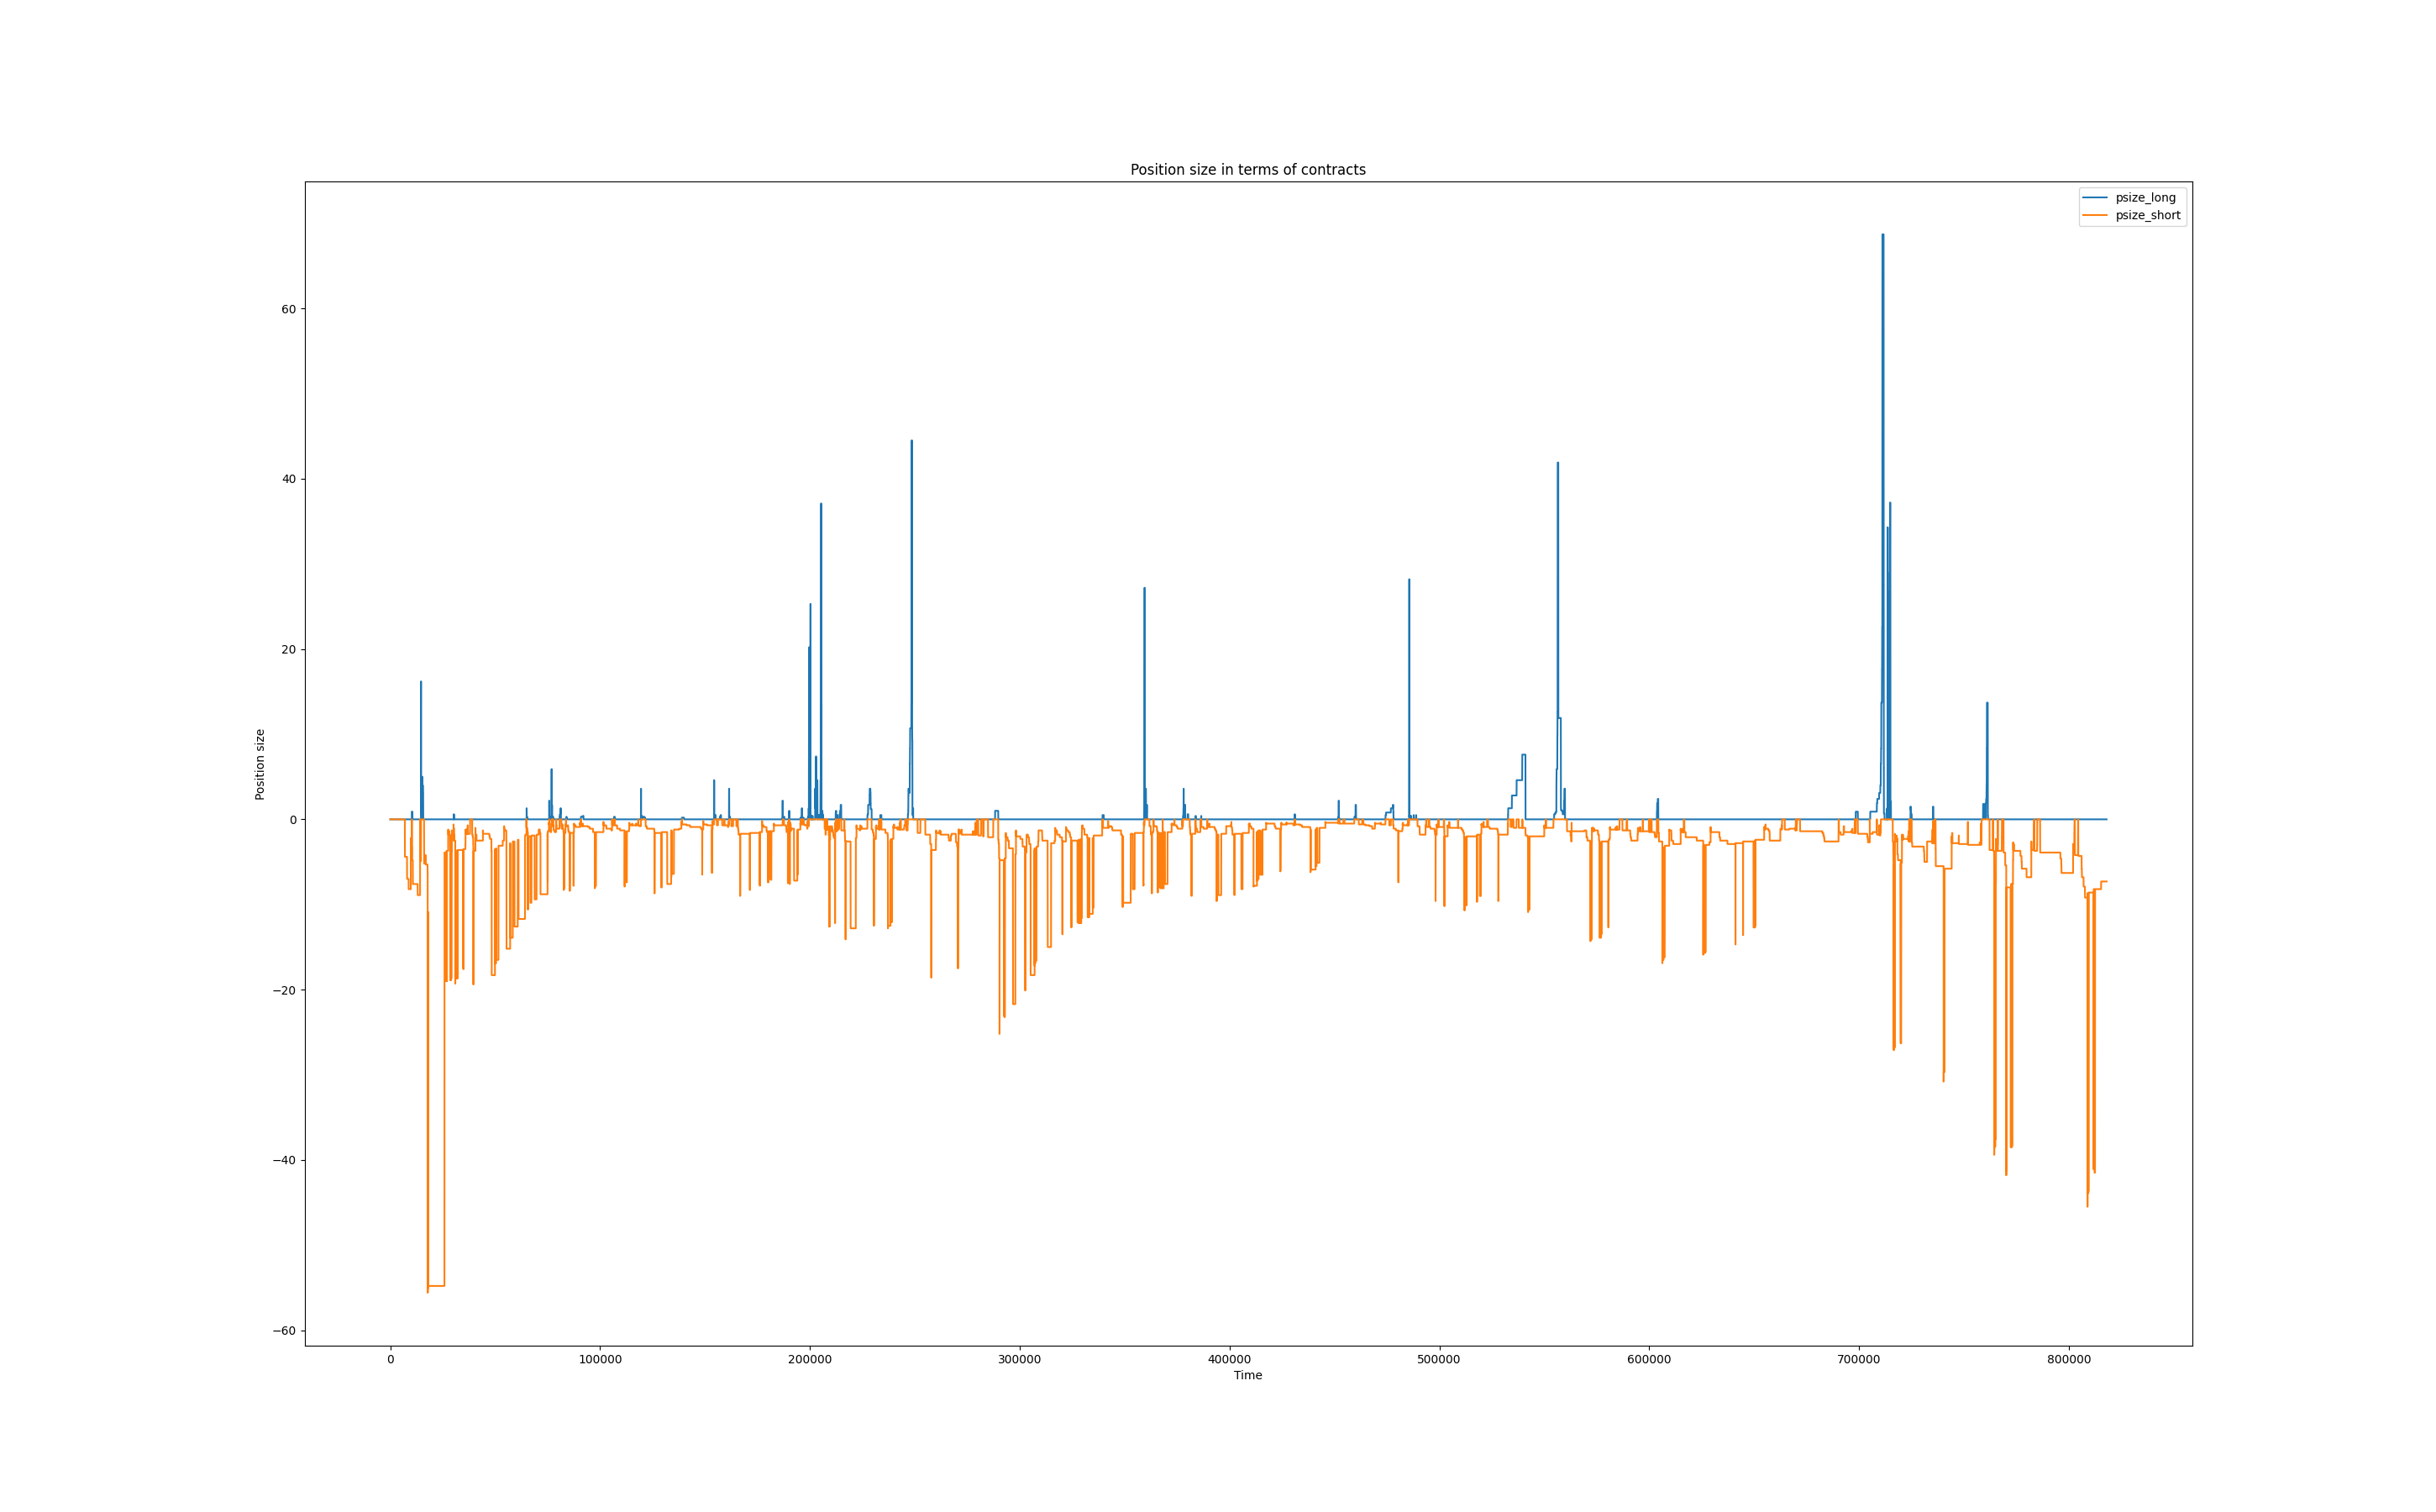 Position size in terms of contracts
psize_long
psize_short
Position size
60
40
20
0
−20
−40
−60
0 100000 200000 300000 400000 500000 600000 700000 800000
Time